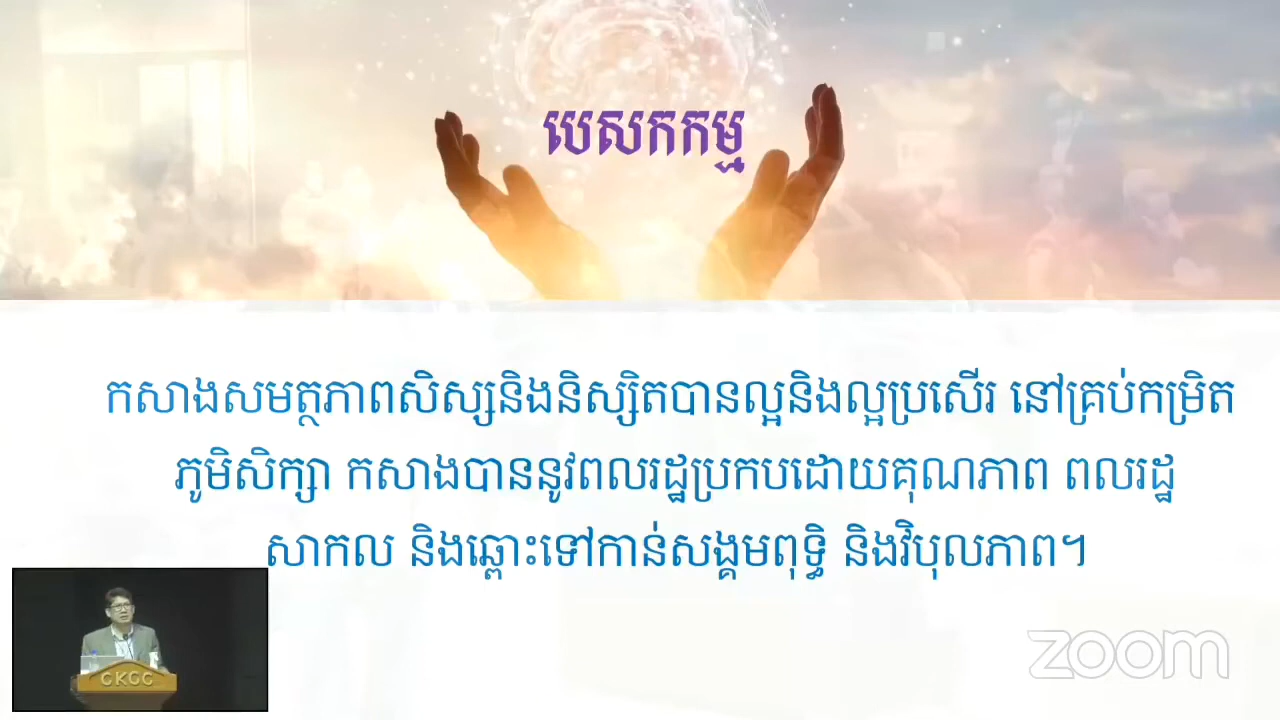 បេសកកម្ម
កសាងសមត្ថភាពសិស្សនិងនិស្សិតបានល្អនិងល្អប្រសើរ នៅគ្រប់កម្រិត
ភូមិសិក្សា កសាងបាននូវពលរដ្ឋប្រកបដោយគុណភាព ពលរដ្ឋ
សាកល និងឆ្ពោះទៅកាន់សង្គមពុទ្ធិ និងវិបុលភាព។
CKCC
zoom